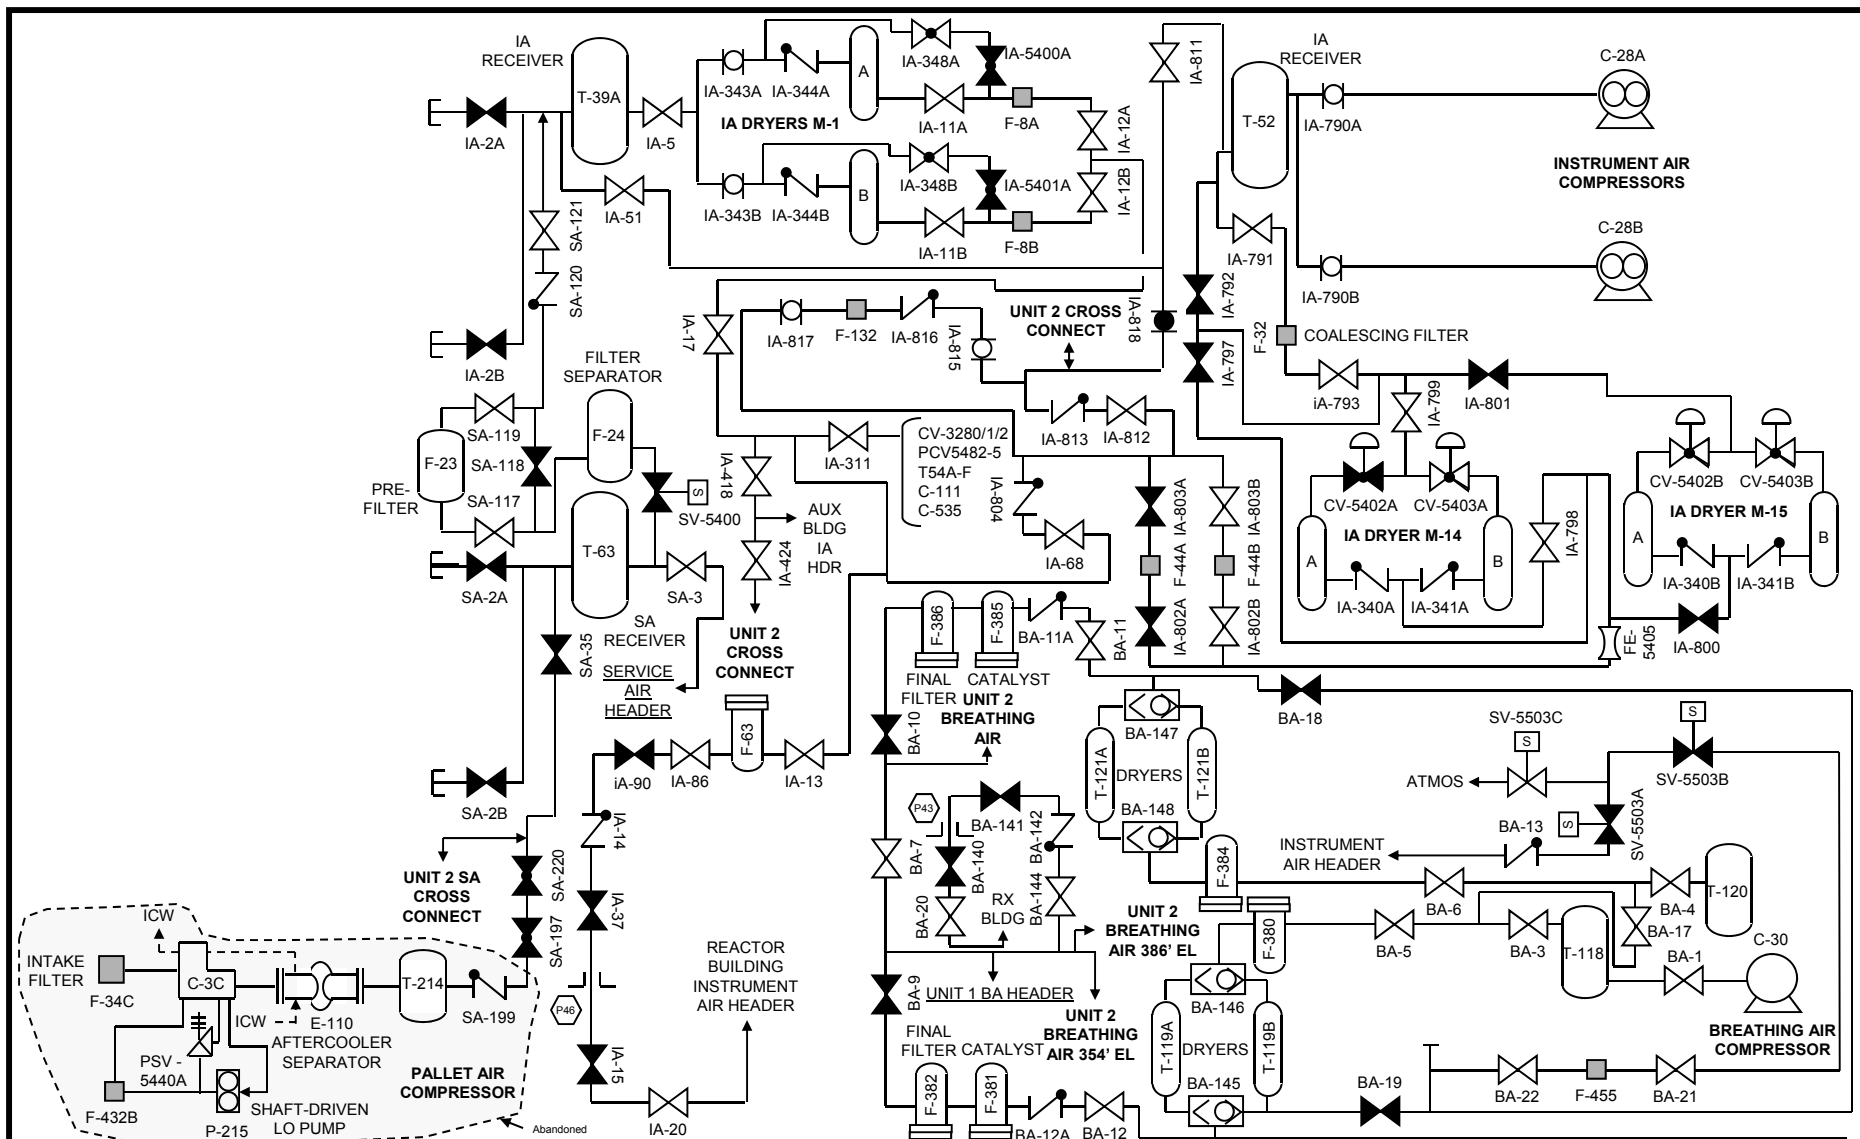 IA
RECEIVER
T-39A
IA-2A
IA-5
IA-343A
IA-344A
A
IA-348A
IA-5400A
IA-11A
F-8A
IA-12A
IA DRYERS M-1
IA-343B
IA-344B
B
IA-348B
IA-5401A
IA-11B
F-8B
IA-12B
IA-51
SA-121
SA-120
IA-2B
IA-811
IA
RECEIVER
T-52
IA-790A
C-28A
INSTRUMENT AIR
COMPRESSORS
C-28B
IA-790B
IA-791
IA-792
IA-797
F-32
COALESCING FILTER
IA-17
IA-817
F-132
IA-816
IA-815
UNIT 2 CROSS
CONNECT
IA-818
iA-793
IA-799
IA-801
IA-813
IA-812
FILTER
SEPARATOR
F-24
SA-119
F-23
SA-118
SA-117
PRE-
FILTER
S
SV-5400
T-63
SA-2A
SA-3
SA
RECEIVER
SA-35
SERVICE
AIR
HEADER
IA-418
IA-311
CV-3280/1/2
PCV5482-5
T54A-F
C-111
C-535
AUX
BLDG
IA
HDR
IA-424
UNIT 2
CROSS
CONNECT
IA-804
IA-68
IA-803A
IA-803B
F-44A
F-44B
IA-802A
IA-802B
CV-5402A
CV-5403A
IA DRYER M-14
A
B
IA-340A
IA-341A
IA-798
CV-5402B
CV-5403B
IA DRYER M-15
A
B
IA-340B
IA-341B
FE-
5405
IA-800
F-386
F-385
BA-11A
BA-11
FINAL
FILTER
CATALYST
UNIT 2
BREATHING
AIR
BA-10
F-63
iA-90
IA-86
IA-13
SA-2B
IA-14
BA-147
T-121A
DRYERS
T-121B
BA-148
BA-18
SV-5503C
S
S
SV-5503B
ATMOS
S
SV-5503A
BA-13
INSTRUMENT
AIR HEADER
P43
BA-141
BA-142
BA-140
BA-7
BA-20
RX
BLDG
BA-144
F-384
BA-6
BA-4
T-120
BA-17
F-380
BA-5
BA-3
T-118
BA-1
C-30
BREATHING AIR
COMPRESSOR
UNIT 2
BREATHING
AIR 386' EL
UNIT 1 BA HEADER
UNIT 2
BREATHING
AIR 354' EL
BA-9
BA-146
T-119A
DRYERS
T-119B
BA-145
BA-19
BA-22
F-455
BA-21
FINAL
FILTER
CATALYST
F-382
F-381
BA-12A
BA-12
UNIT 2 SA
CROSS
CONNECT
SA-220
SA-197
IA-37
P46
IA-15
IA-20
REACTOR
BUILDING
INSTRUMENT
AIR HEADER
ICW
INTAKE
FILTER
F-34C
C-3C
ICW
E-110
AFTERCOOLER
SEPARATOR
T-214
SA-199
PSV -
5440A
F-432B
P-215
SHAFT-DRIVEN
LO PUMP
PALLET AIR
COMPRESSOR
Abandoned